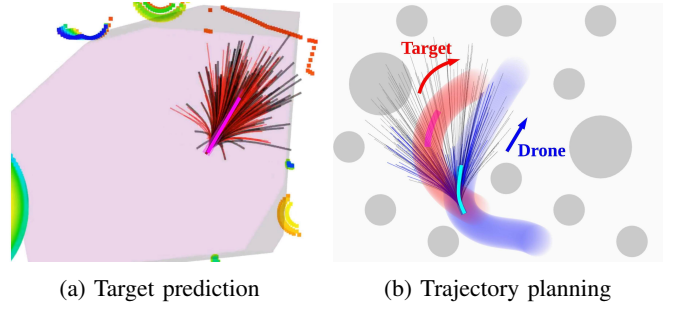 Target
Drone
(a) Target prediction
(b) Trajectory planning